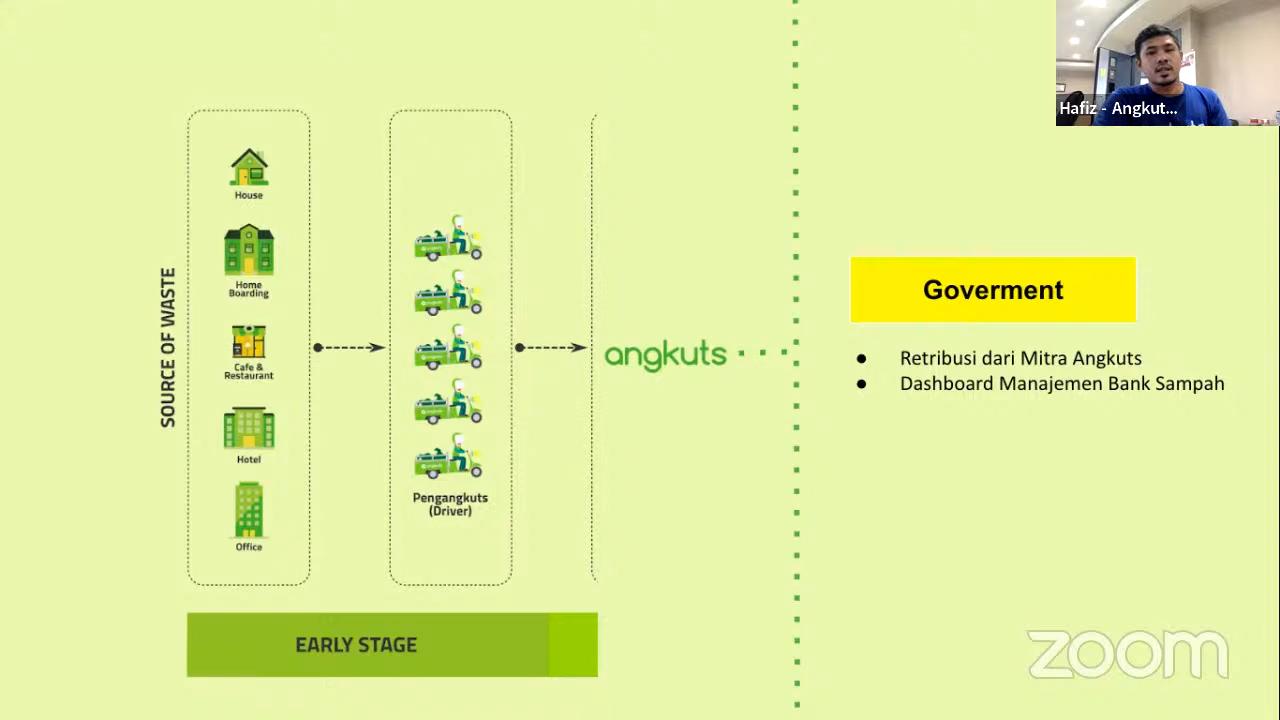 Hafiz - Angkut...
SOURCE OF WASTE
House
Home
Boarding
Cafe &
Restaurant
Hotel
Office
Pengangkuts
(Driver)
angkuts
EARLY STAGE
Goverment
● Retribusi dari Mitra Angkuts
● Dashboard Manajemen Bank Sampah
zoom